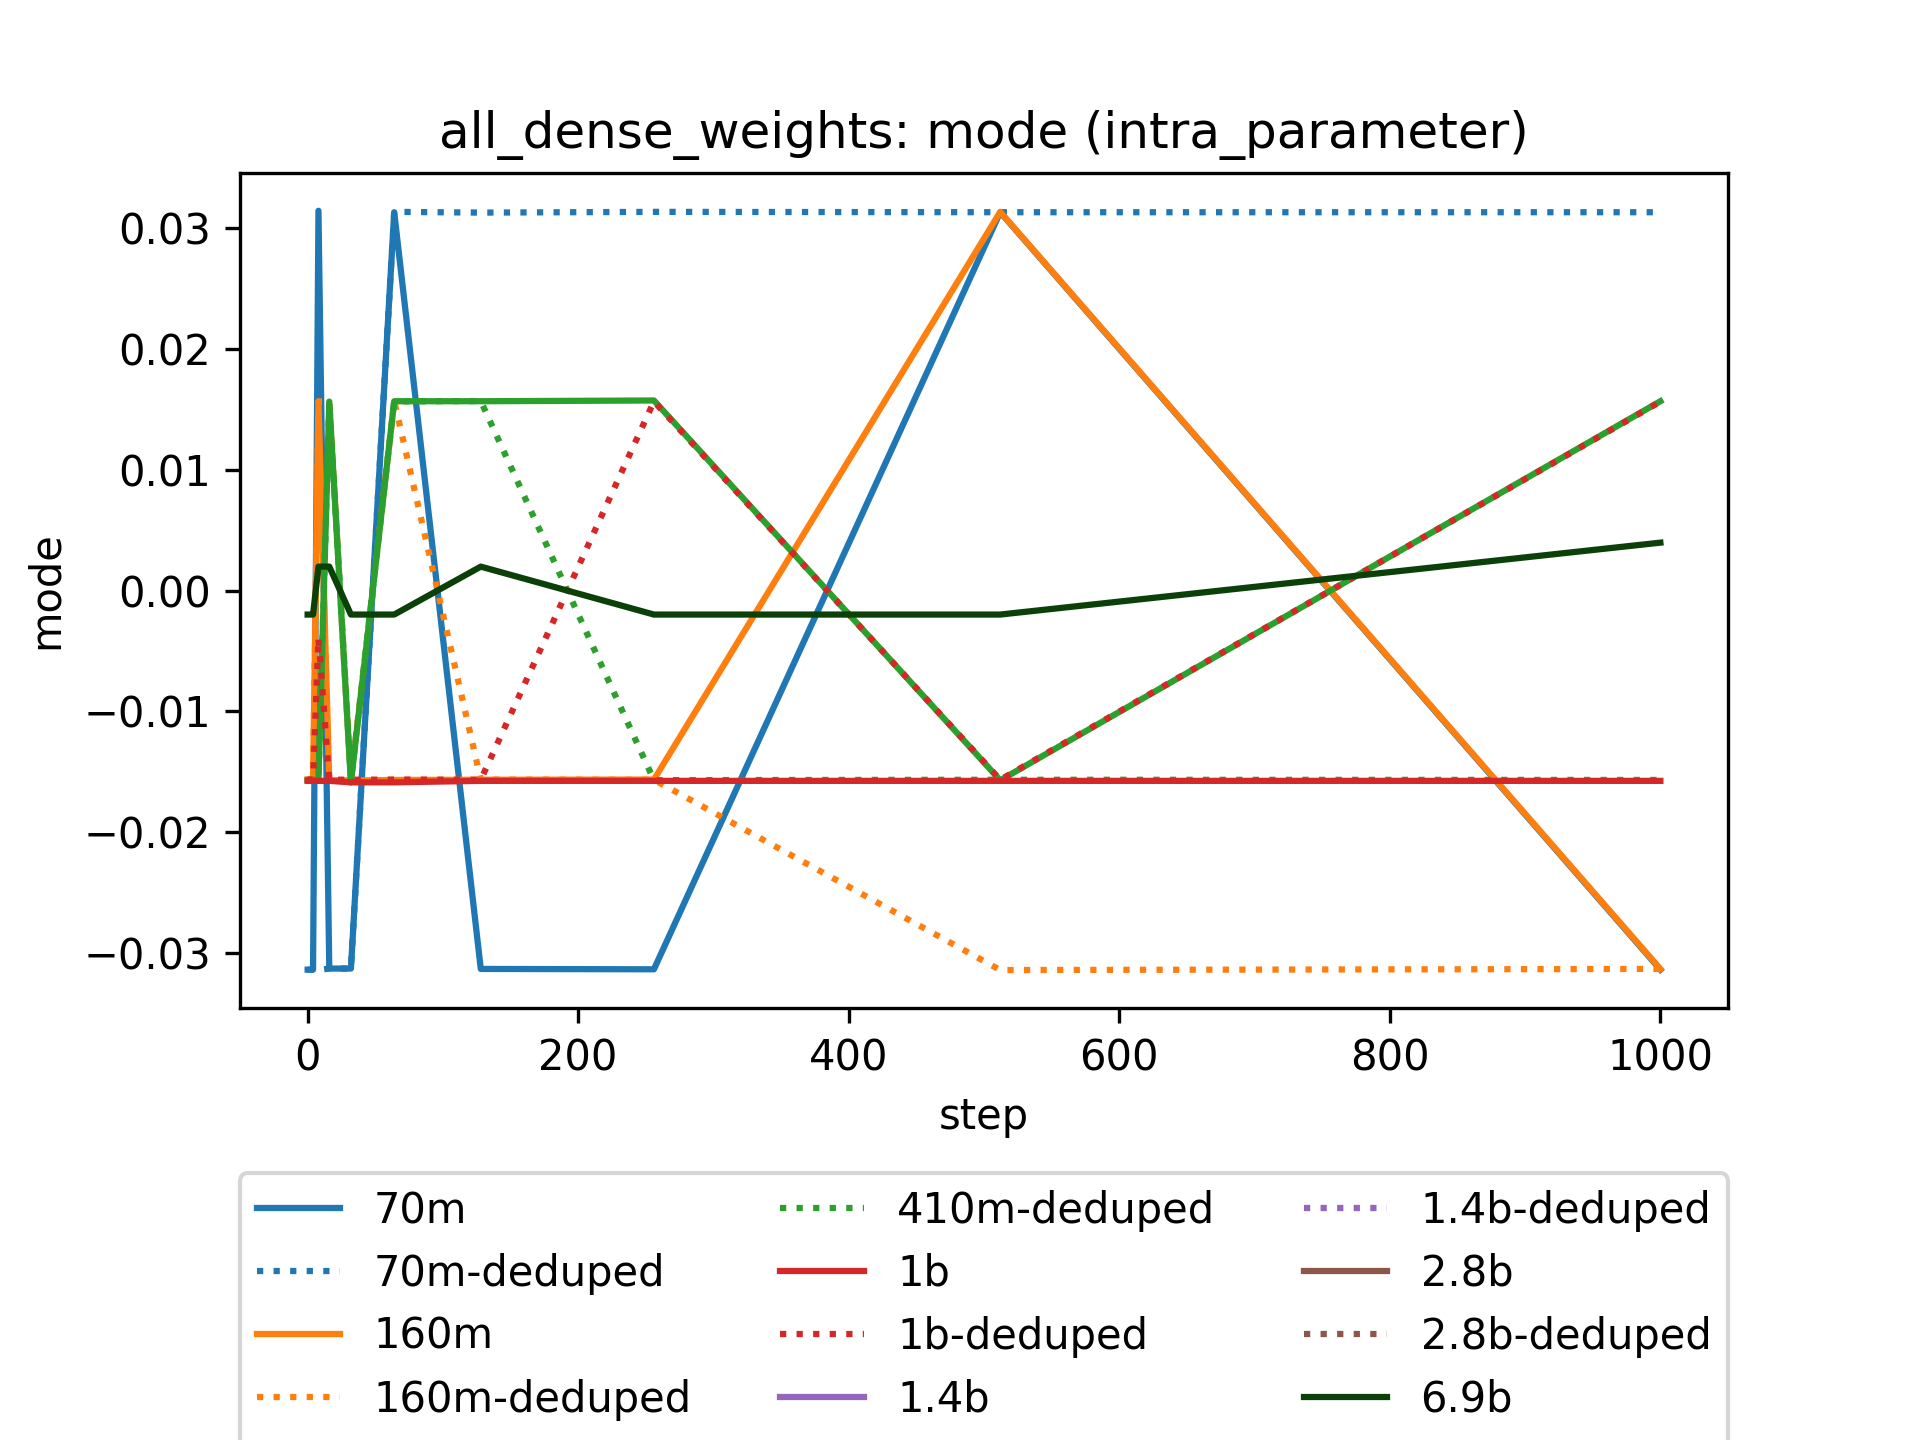 all_dense_weights: mode (intra_parameter)
mode
0.03
0.02
0.01
0.00
−0.01
−0.02
−0.03
0 200 400 600 800 1000
step
70m
70m-deduped
160m
160m-deduped
410m-deduped
1b
1b-deduped
1.4b
1.4b-deduped
2.8b
2.8b-deduped
6.9b